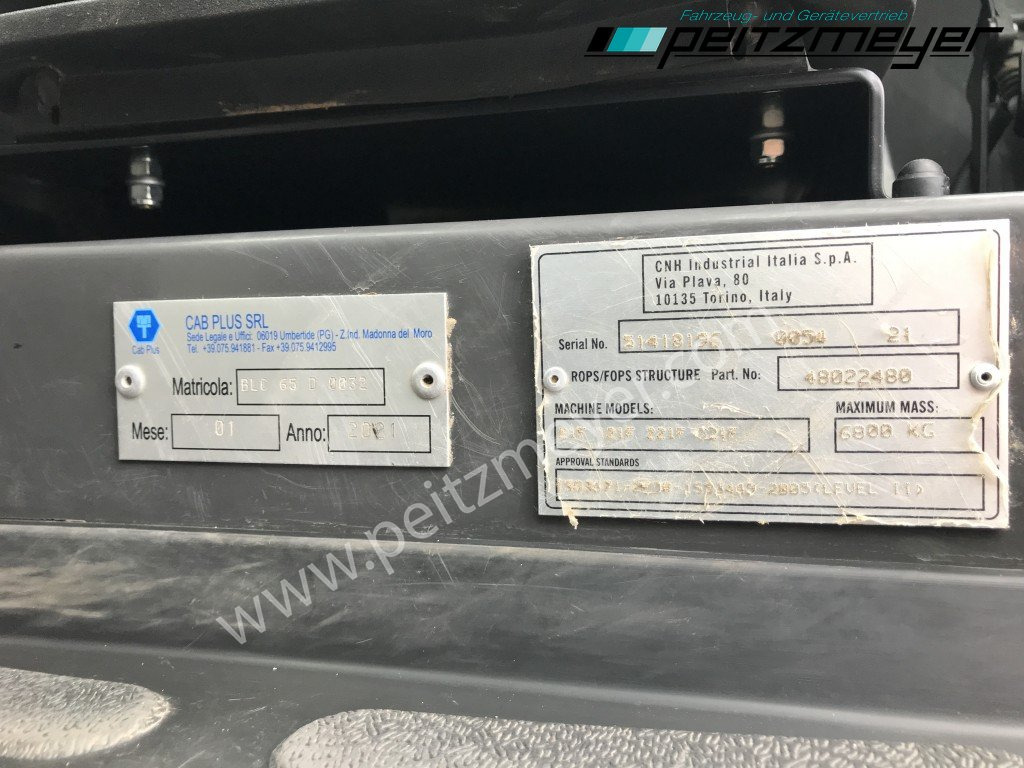 Fahrzeug- und Gerätevertrieb
peitzmeyer
CAB PLUS SRL
Sede Legale e Uffici: 06019 Umbertide (PG) - Z.Ind. Madonna del Moro
Tel. +39.075.941881 - Fax +39.075.9412995
Cab Plus
Matricola: BLC 65 D 0032
Mese: 01 Anno: 2021
CNH Industrial Italia S.p.A.
Via Plava, 80
10135 Torino, Italy
Serial No. 0054 21
ROPS/FOPS STRUCTURE Part. No: 48022480
MACHINE MODELS: MAXIMUM MASS:
6800 KG
APPROVAL STANDARDS
(LEVEL II)
www.peitzmeyer.com